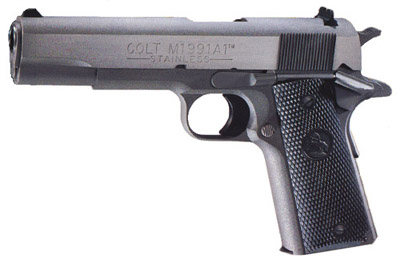 COLT M1991A1™
— STAINLESS —